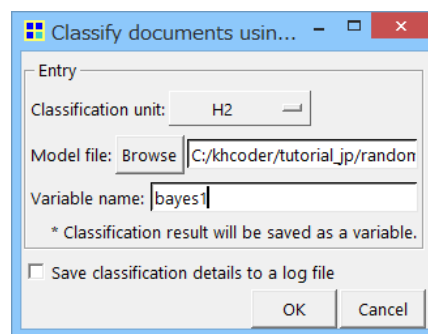 Classify documents usin...
Entry
Classification unit: H2
Model file: Browse C:/khcoder/tutorial_jp/random
Variable name: bayes1
* Classification result will be saved as a variable.
Save classification details to a log file
OK Cancel